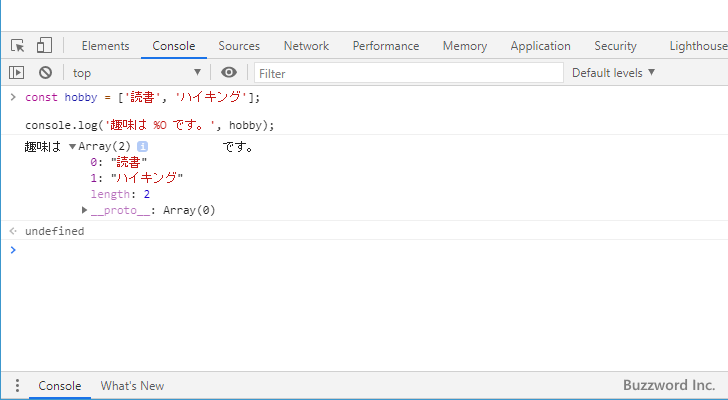 Elements Console Sources Network Performance Memory Application Security Lighthouse
top ▼ Filter Default levels ▼
> const hobby = ['読書', 'ハイキング'];
console.log('趣味は %O です。', hobby);
趣味は ▼Array(2) i です。
0: "読書"
1: "ハイキング"
length: 2
▶__proto__: Array(0)
undefined
>
Console What's New
Buzzword Inc.